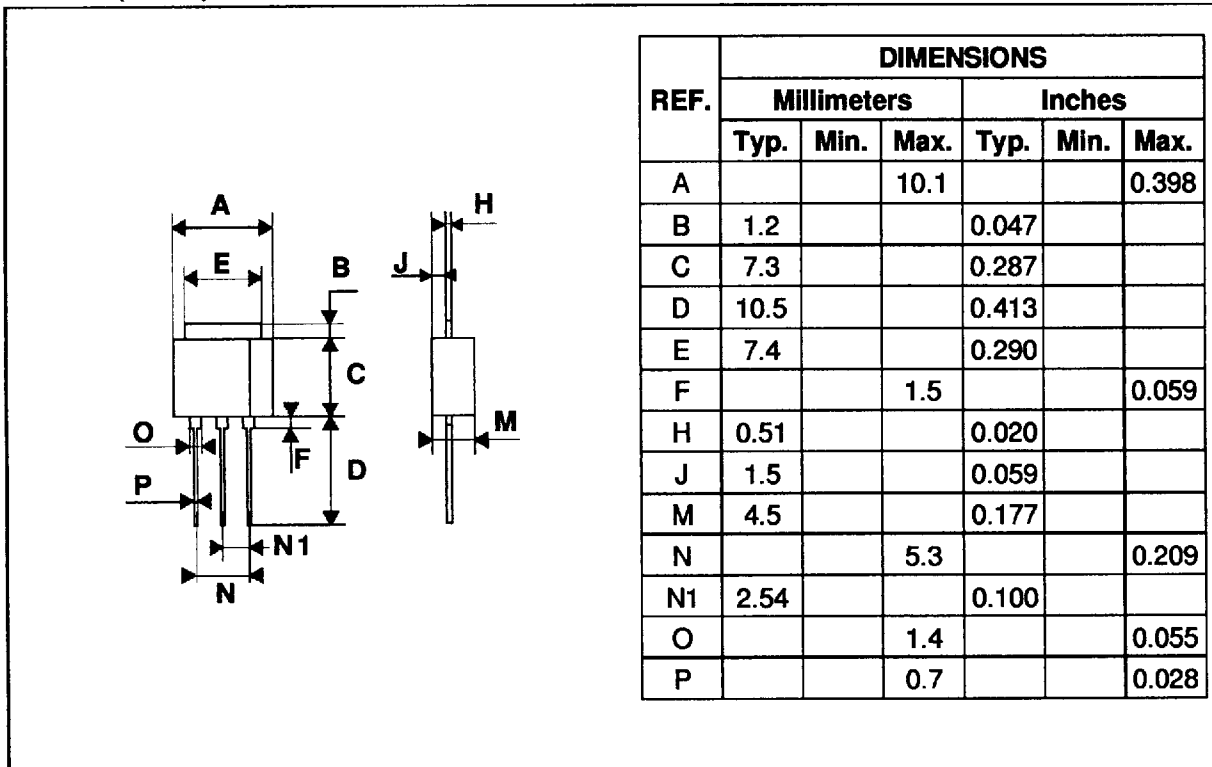 DIMENSIONS
REF. Millimeters Inches
Typ. Min. Max. Typ. Min. Max.
A 10.1 0.398
B 1.2 0.047
C 7.3 0.287
D 10.5 0.413
E 7.4 0.290
F 1.5 0.059
H 0.51 0.020
J 1.5 0.059
M 4.5 0.177
N 5.3 0.209
N1 2.54 0.100
O 1.4 0.055
P 0.7 0.028
A H
E B J
C
O F D M
P
N1
N